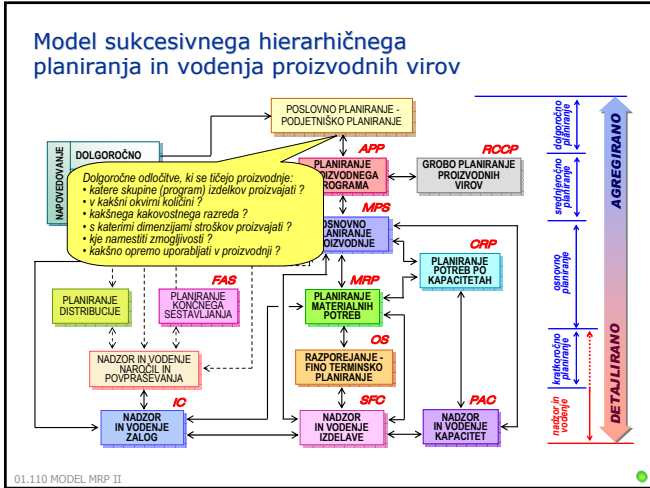 Model sukcesivnega hierarhičnega
planiranja in vodenja proizvodnih virov
POSLOVNO PLANIRANJE -
PODJETNIŠKO PLANIRANJE
NAPOVEDOVANJE
DOLGOROČNO
APP
RCCP
Dolgoročne odločitve, ki se tičejo proizvodnje:
• katere skupine (program) izdelkov proizvajati ?
• v kakšni okvirni količini ?
• kakšnega kakovostnega razreda ?
• s katerimi dimenzijami stroškov proizvajati ?
• kje namestiti zmogljivosti ?
• kakšno opremo uporabljati v proizvodnji ?
PLANIRANJE
OIZVODNEGA
ROGRAMA
GROBO PLANIRANJE
PROIZVODNIH
VIROV
MPS
OSNOVNO
PLANIRANJE
OIZVODNJE
CRP
PLANIRANJE
POTREB PO
KAPACITETAH
FAS
MRP
PLANIRANJE
DISTRIBUCIJE
PLANIRANJE
KONČNEGA
SESTAVLJANJA
PLANIRANJE
MATERIALNIH
POTREB
OS
NADZOR IN VODENJE
NAROČIL IN
POVPRAŠEVANJA
RAZPOREJANJE -
FINO TERMINSKO
PLANIRANJE
IC
SFC
PAC
NADZOR
IN VODENJE
ZALOG
NADZOR
IN VODENJE
IZDELAVE
NADZOR
IN VODENJE
KAPACITET
dolgoročno
planiranje
srednjeročno
planiranje
osnovno
planiranje
kratkoročno
planiranje
nadzor in
vodenje
AGREGIRANO
DETAJLIRANO
01.110 MODEL MRP II